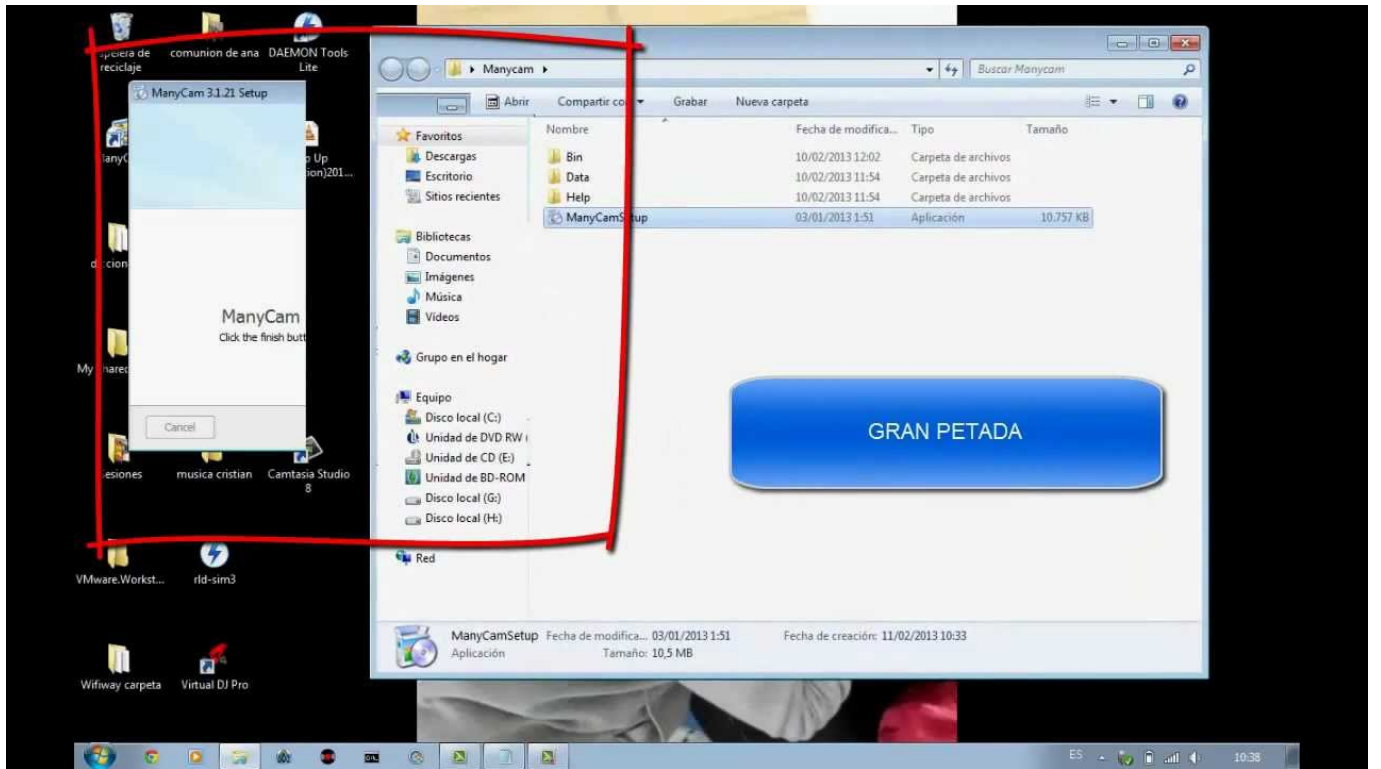 reciclaje
comunion de ana
DAEMON Tools
Lite
ManyCam 3.1.21 Setup
ManyCam
Click the finish butt
Cancel
musica cristian
Camtasia Studio
8
VMware.Workst...
rld-sim3
Wifiway carpeta
Virtual DJ Pro
Manycam
Buscar Manycam
Abrir
Compartir co
Grabar
Nueva carpeta
Favoritos
Descargas
Escritorio
Sitios recientes
Bibliotecas
Documentos
Imágenes
Música
Vídeos
Grupo en el hogar
Equipo
Disco local (C:)
Unidad de DVD RW
Unidad de CD (E:)
Unidad de BD-ROM
Disco local (G:)
Disco local (H:)
Red
Nombre Fecha de modifica... Tipo Tamaño
Bin 10/02/2013 12:02 Carpeta de archivos
Data 10/02/2013 11:54 Carpeta de archivos
Help 10/02/2013 11:54 Carpeta de archivos
ManyCamSetup 03/01/2013 1:51 Aplicación 10.757 KB
GRAN PETADA
ManyCamSetup Fecha de modifica... 03/01/2013 1:51 Fecha de creación: 11/02/2013 10:33
Aplicación Tamaño: 10,5 MB
ES 10:38